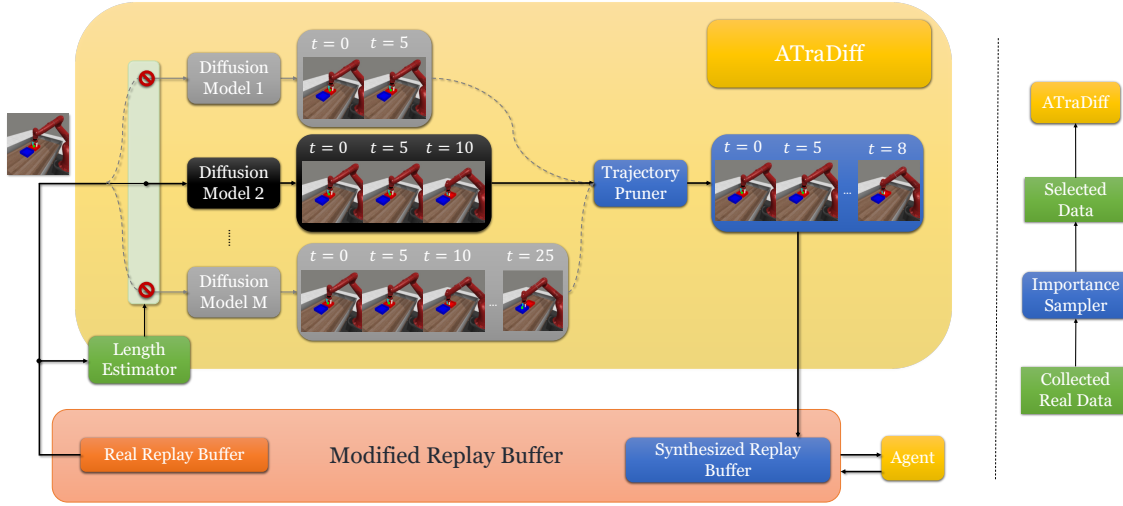 t = 0 t = 5
Diffusion
Model 1
ATraDiff
ATraDiff
t = 0 t = 5 t = 10
Diffusion
Model 2
Trajectory
Pruner
t = 0 t = 5 t = 8
...
Selected
Data
......
t = 0 t = 5 t = 10 t = 25
Diffusion
Model M
...
Importance
Sampler
Length
Estimator
Collected
Real Data
Real Replay Buffer
Modified Replay Buffer
Synthesized Replay
Buffer
Agent